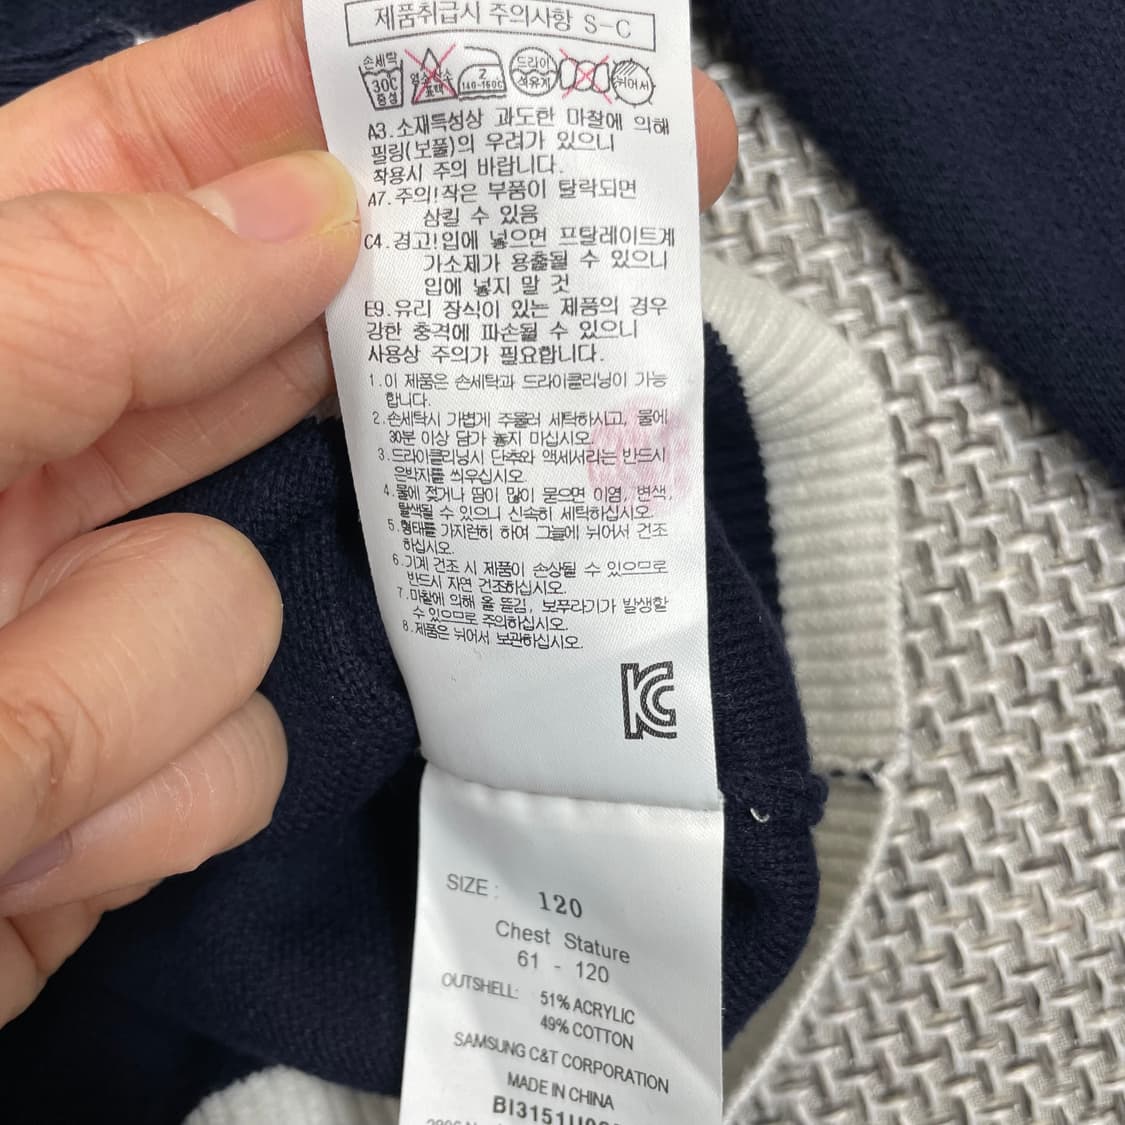 제품취급시 주의사항 S-C
손세탁
30C
중성
염소산소
표백
2
140-160C
드라이
석유계
뉘어서
A3.소재특성상 과도한 마찰에 의해
필링(보풀)의 우려가 있으니
착용시 주의 바랍니다.
A7.주의!작은 부품이 탈락되면
삼킬 수 있음
C4.경고!입에 넣으면 프탈레이트계
가소제가 용출될 수 있으니
입에 넣지 말 것
E9.유리 장식이 있는 제품의 경우
강한 충격에 파손될 수 있으니
사용상 주의가 필요합니다.
1.이 제품은 손세탁과 드라이클리닝이 가능
합니다.
2.손세탁시 가볍게 주물러 세탁하시고, 물에
30분 이상 담가 놓지 마십시오.
3.드라이클리닝시 단추와 액세서리는 반드시
은박지를 씌우십시오.
4.물에 젖거나 땀이 많이 묻으면 이염, 변색,
탈색될 수 있으니 신속히 세탁하십시오.
5.형태를 가지런히 하여 그늘에 뉘어서 건조
하십시오.
6.기계 건조 시 제품이 손상될 수 있으므로
반드시 자연 건조하십시오.
7.마찰에 의해 올 뜯김, 보푸라기가 발생할
수 있으므로 주의하십시오.
8.제품은 뉘어서 보관하십시오.
KC
SIZE : 120
Chest Stature
61 - 120
OUTSHELL: 51% ACRYLIC
49% COTTON
SAMSUNG C&T CORPORATION
MADE IN CHINA